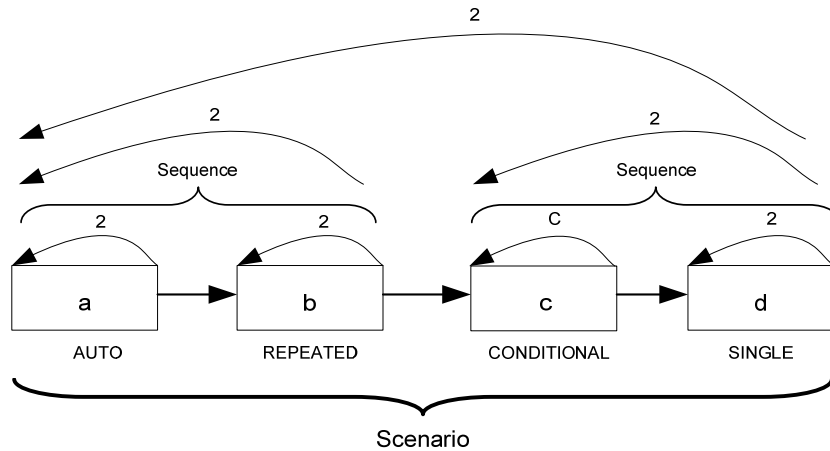 2
2
2
Sequence
Sequence
2
2
C
2
a
b
c
d
AUTO
REPEATED
CONDITIONAL
SINGLE
Scenario